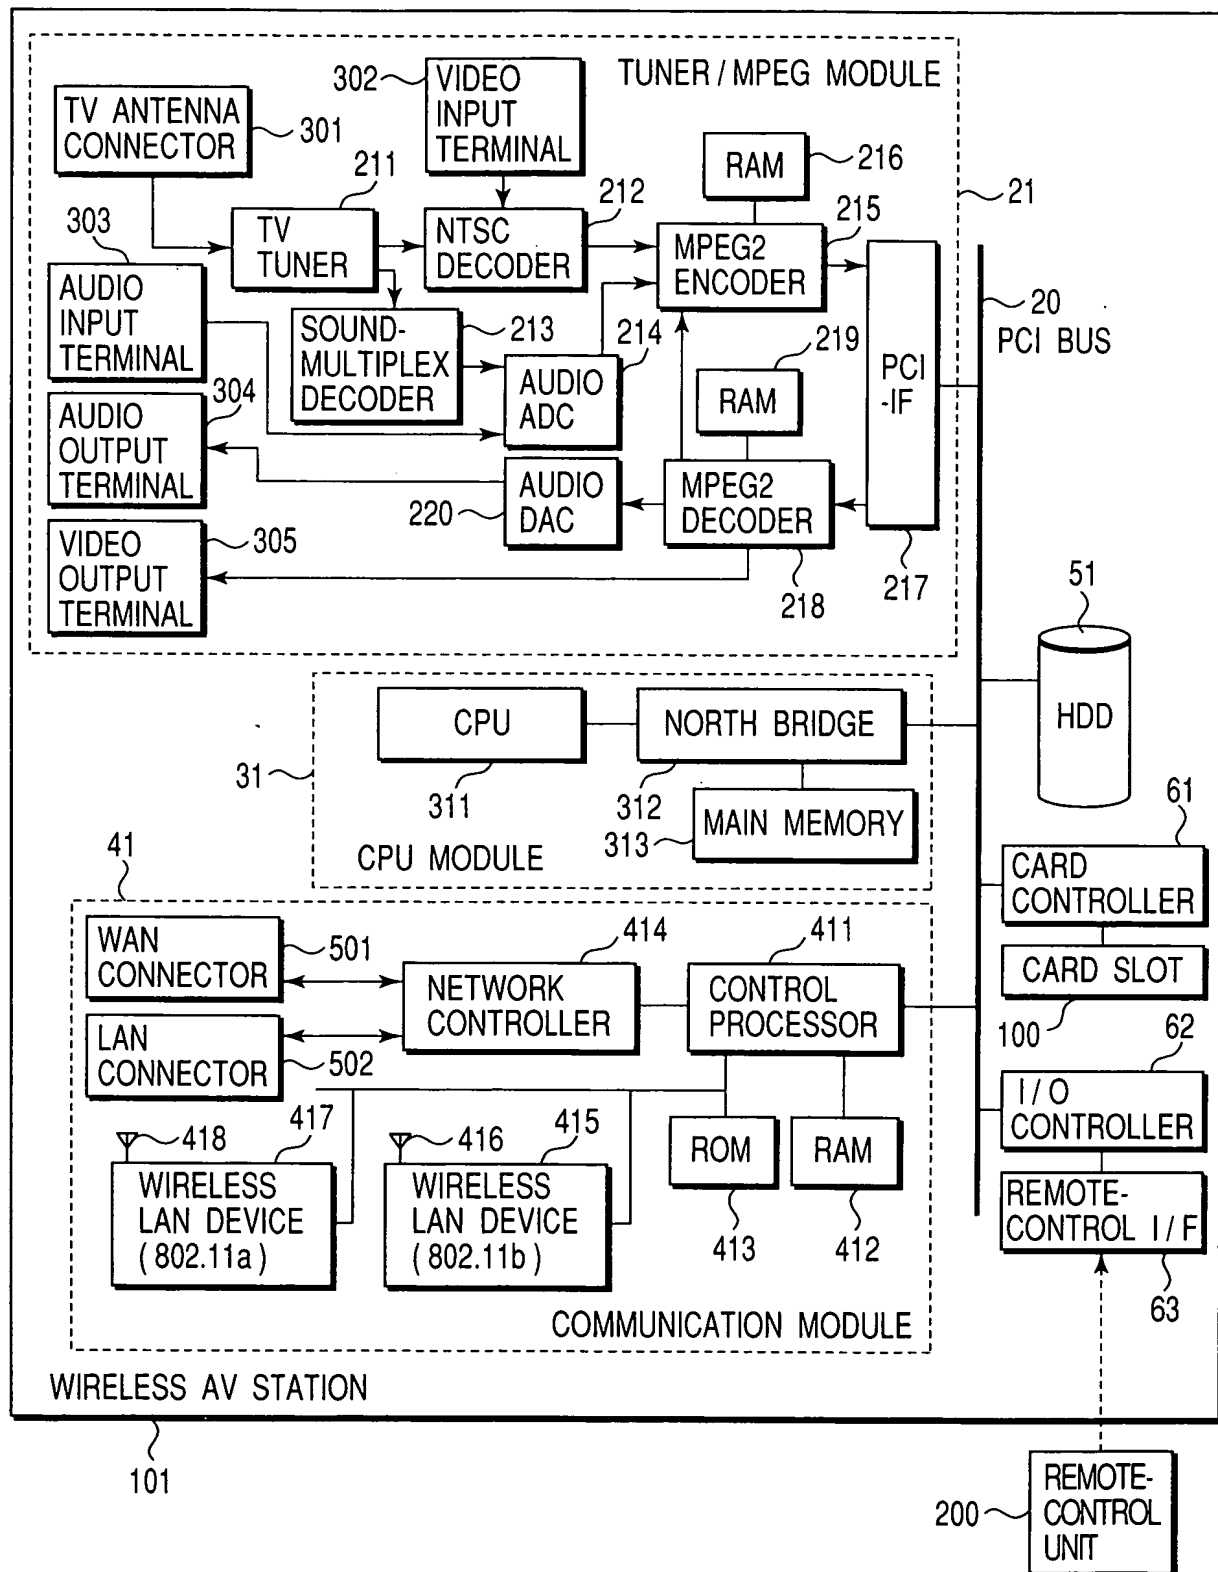 TUNER / MPEG MODULE
TV ANTENNA
CONNECTOR
301
302
VIDEO
INPUT
TERMINAL
RAM
216
211
212
215
21
303
TV
TUNER
NTSC
DECODER
MPEG2
ENCODER
AUDIO
INPUT
TERMINAL
SOUND-
MULTIPLEX
DECODER
213
214
219
PCI
-IF
20
PCI BUS
304
AUDIO
ADC
RAM
AUDIO
OUTPUT
TERMINAL
220
AUDIO
DAC
MPEG2
DECODER
VIDEO
OUTPUT
TERMINAL
305
218
217
51
HDD
CPU
NORTH BRIDGE
31
311
312
313
MAIN MEMORY
CPU MODULE
61
CARD
CONTROLLER
CARD SLOT
100
41
WAN
CONNECTOR
501
414
411
NETWORK
CONTROLLER
CONTROL
PROCESSOR
LAN
CONNECTOR
502
62
I / O
CONTROLLER
418
417
416
415
ROM
RAM
WIRELESS
LAN DEVICE
( 802.11a )
WIRELESS
LAN DEVICE
( 802.11b )
413
412
REMOTE-
CONTROL I / F
63
COMMUNICATION MODULE
WIRELESS AV STATION
101
200
REMOTE-
CONTROL
UNIT